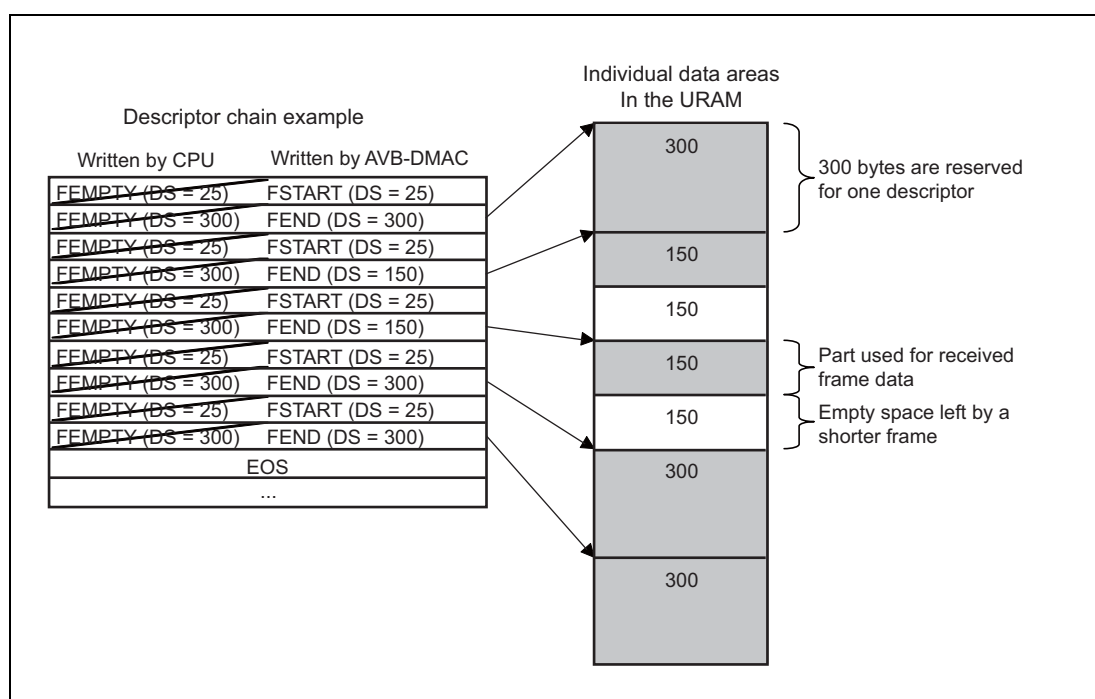 Individual data areas
In the URAM
Descriptor chain example
Written by CPU Written by AVB-DMAC
FEMPTY (DS = 25) FSTART (DS = 25)
FEMPTY (DS = 300) FEND (DS = 300)
FEMPTY (DS = 25) FSTART (DS = 25)
FEMPTY (DS = 300) FEND (DS = 150)
FEMPTY (DS = 25) FSTART (DS = 25)
FEMPTY (DS = 300) FEND (DS = 150)
FEMPTY (DS = 25) FSTART (DS = 25)
FEMPTY (DS = 300) FEND (DS = 300)
FEMPTY (DS = 25) FSTART (DS = 25)
FEMPTY (DS = 300) FEND (DS = 300)
EOS
...
300
150
150
150
150
300
300
300 bytes are reserved
for one descriptor
Part used for received
frame data
Empty space left by a
shorter frame